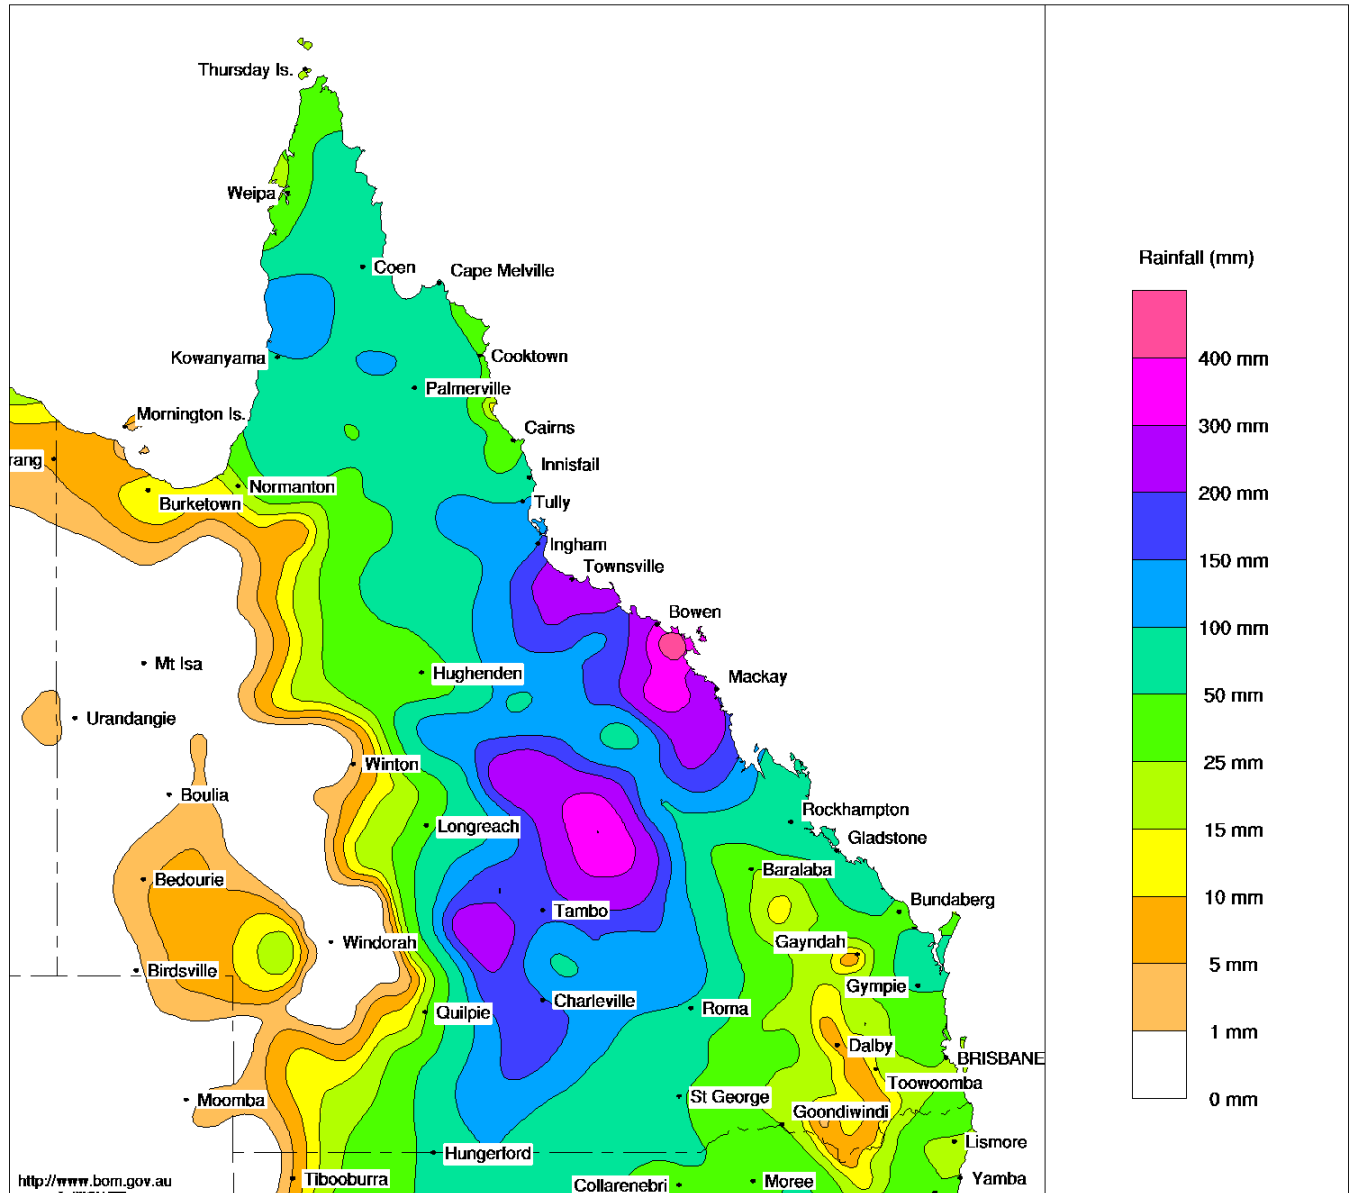 Thursday Is.
Weipa
Coen
Cape Melville
Kowanyama
Cooktown
Palmerville
Mornington Is.
Cairns
rang
Innisfail
Normanton
Burketown
Tully
Ingham
Townsville
Bowen
Mt Isa
Hughenden
Mackay
Urandangie
Winton
Boulia
Longreach
Rockhampton
Gladstone
Baralaba
Bedourie
Tambo
Bundaberg
Windorah
Gayndah
Birdsville
Gympie
Charleville
Quilpie
Roma
Dalby
BRISBANE
Toowoomba
Moomba
St George
Goondiwindi
Lismore
Hungerford
http://www.bom.gov.au
Tibooburra
Collarenebri
Moree
Yamba
Rainfall (mm)
400 mm
300 mm
200 mm
150 mm
100 mm
50 mm
25 mm
15 mm
10 mm
5 mm
1 mm
0 mm